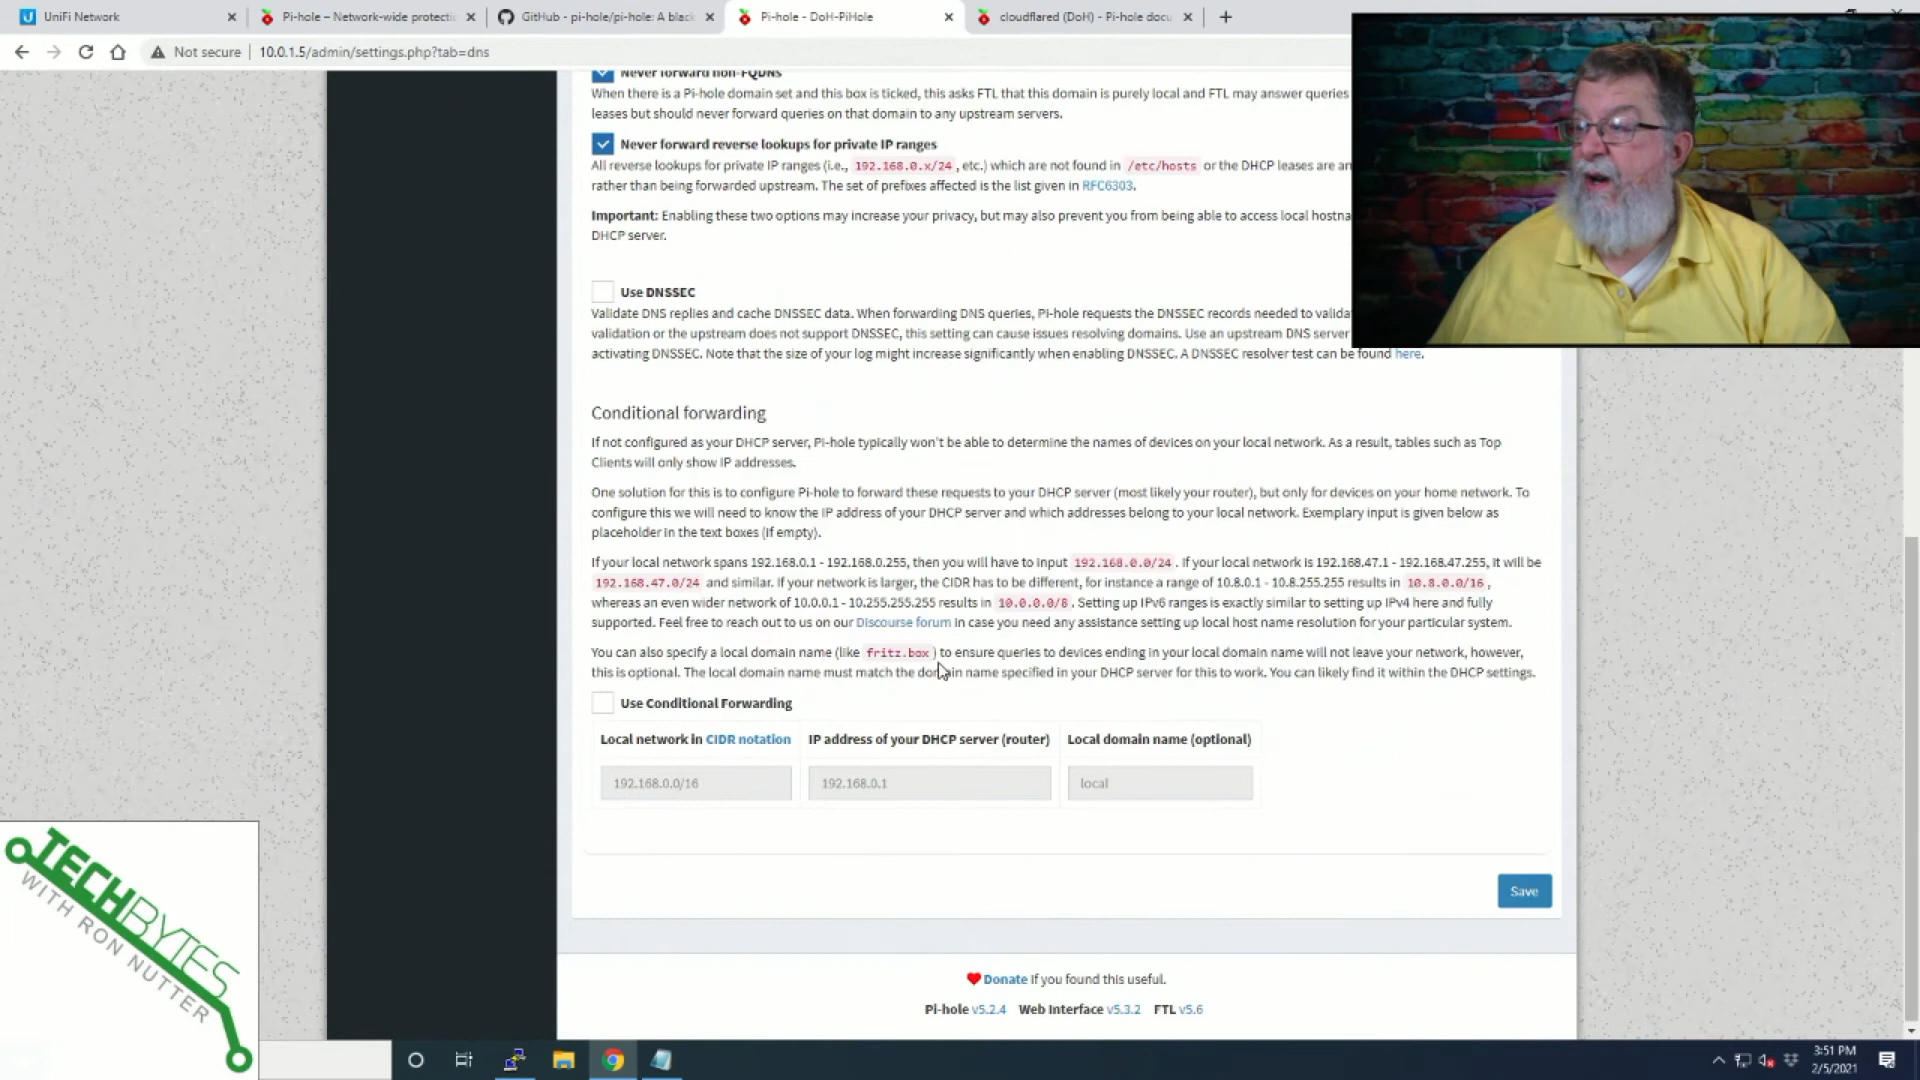 UniFi Network
Pi-hole – Network-wide protectio
GitHub - pi-hole/pi-hole: A black
Pi-hole - DoH-PiHole
cloudflared (DoH) - Pi-hole docu
Not secure
10.0.1.5/admin/settings.php?tab=dns
Never forward non-FQDNs
When there is a Pi-hole domain set and this box is ticked, this asks FTL that this domain is purely local and FTL may answer queries
leases but should never forward queries on that domain to any upstream servers.
Never forward reverse lookups for private IP ranges
All reverse lookups for private IP ranges (i.e., 192.168.0.x/24, etc.) which are not found in /etc/hosts or the DHCP leases are an
rather than being forwarded upstream. The set of prefixes affected is the list given in RFC6303.
Important: Enabling these two options may increase your privacy, but may also prevent you from being able to access local hostna
DHCP server.
Use DNSSEC
Validate DNS replies and cache DNSSEC data. When forwarding DNS queries, Pi-hole requests the DNSSEC records needed to valida
validation or the upstream does not support DNSSEC, this setting can cause issues resolving domains. Use an upstream DNS server
activating DNSSEC. Note that the size of your log might increase significantly when enabling DNSSEC. A DNSSEC resolver test can be found here.
Conditional forwarding
If not configured as your DHCP server, Pi-hole typically won't be able to determine the names of devices on your local network. As a result, tables such as Top
Clients will only show IP addresses.
One solution for this is to configure Pi-hole to forward these requests to your DHCP server (most likely your router), but only for devices on your home network. To
configure this we will need to know the IP address of your DHCP server and which addresses belong to your local network. Exemplary input is given below as
placeholder in the text boxes (if empty).
If your local network spans 192.168.0.1 - 192.168.0.255, then you will have to input 192.168.0.0/24. If your local network is 192.168.47.1 - 192.168.47.255, it will be
192.168.47.0/24 and similar. If your network is larger, the CIDR has to be different, for instance a range of 10.8.0.1 - 10.8.255.255 results in 10.8.0.0/16,
whereas an even wider network of 10.0.0.1 - 10.255.255.255 results in 10.0.0.0/8. Setting up IPv6 ranges is exactly similar to setting up IPv4 here and fully
supported. Feel free to reach out to us on our Discourse forum in case you need any assistance setting up local host name resolution for your particular system.
You can also specify a local domain name (like fritz.box) to ensure queries to devices ending in your local domain name will not leave your network, however,
this is optional. The local domain name must match the domain name specified in your DHCP server for this to work. You can likely find it within the DHCP settings.
Use Conditional Forwarding
Local network in CIDR notation
IP address of your DHCP server (router)
Local domain name (optional)
192.168.0.0/16
192.168.0.1
local
Save
Donate if you found this useful.
Pi-hole v5.2.4 Web Interface v5.3.2 FTL v5.6
TECHBYTES
WITH RON NUTTER
3:51 PM
2/5/2021